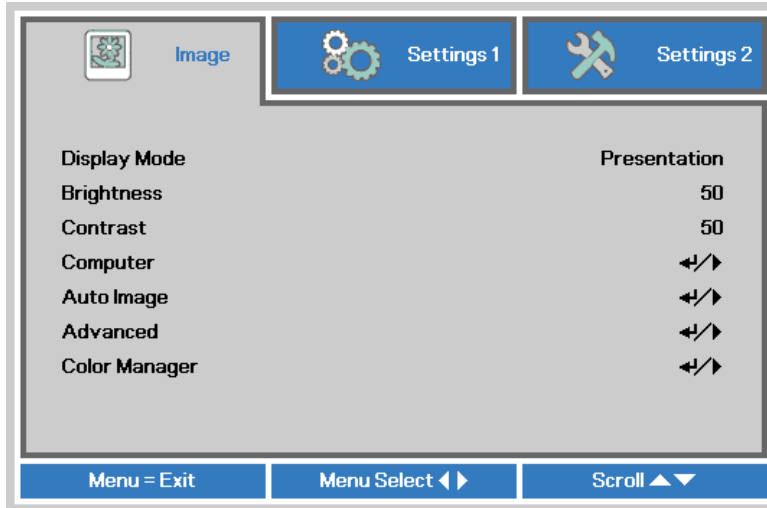 Image
Settings 1
Settings 2
Display Mode Presentation
Brightness 50
Contrast 50
Computer ↵/▶
Auto Image ↵/▶
Advanced ↵/▶
Color Manager ↵/▶
Menu = Exit
Menu Select ◀ ▶
Scroll ▲▼